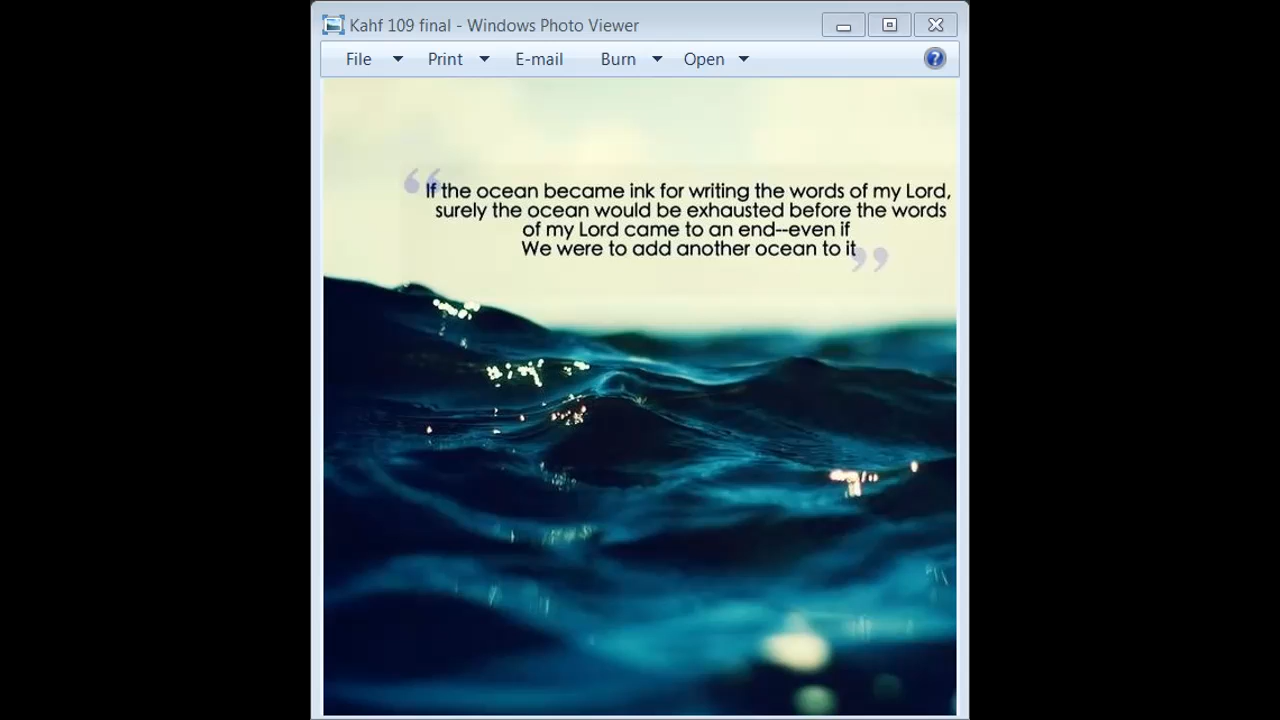 Kahf 109 final - Windows Photo Viewer
File Print E-mail Burn Open
“If the ocean became ink for writing the words of my Lord,
surely the ocean would be exhausted before the words
of my Lord came to an end--even if
We were to add another ocean to it”